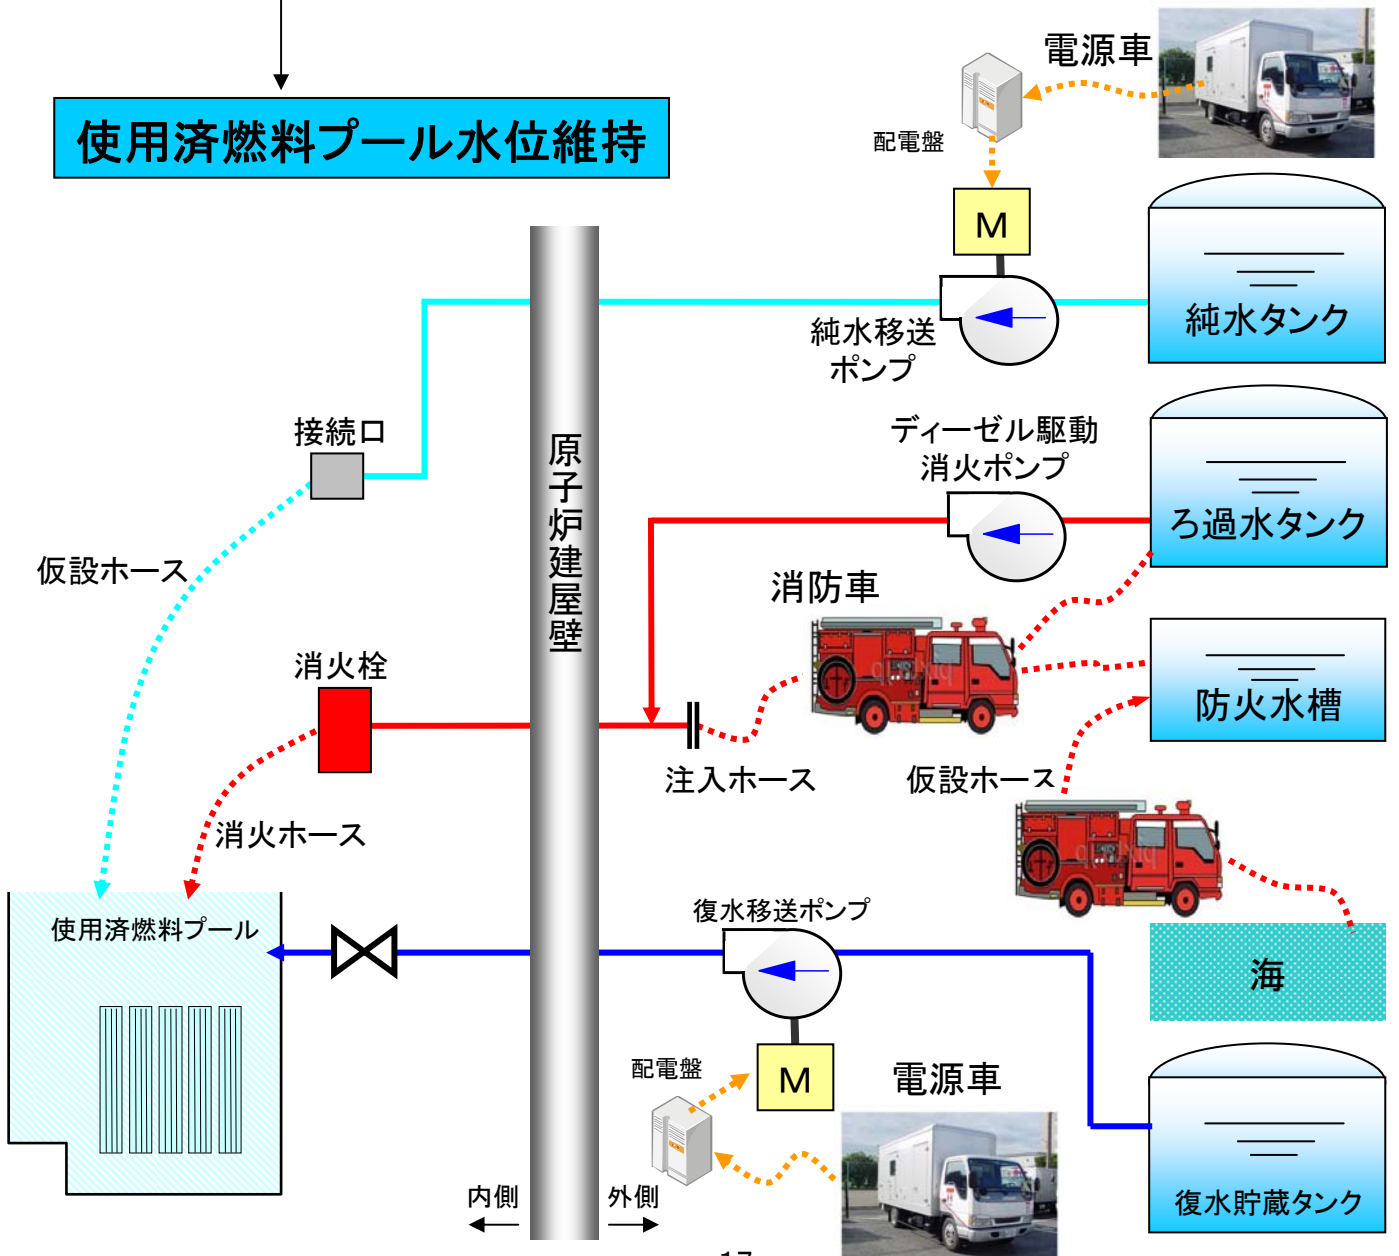 電源車
配電盤
使用済燃料プール水位維持
M
純水移送
ポンプ
純水タンク
接続口
ディーゼル駆動
消火ポンプ
原子炉建屋壁
ろ過水タンク
仮設ホース
消防車
消火栓
防火水槽
注入ホース
仮設ホース
消火ホース
使用済燃料プール
復水移送ポンプ
海
配電盤
M
電源車
内側
外側
復水貯蔵タンク